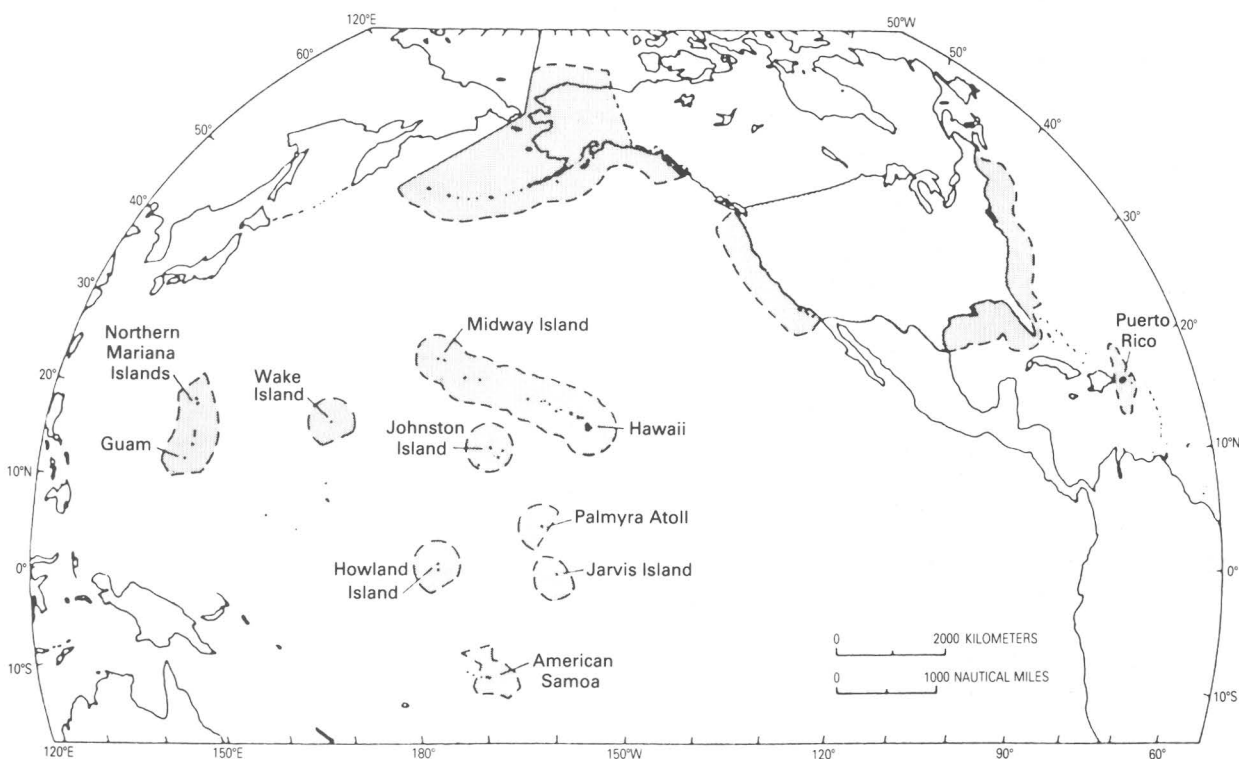 120°E
50°W
60°
50°
50°
40°
40°
30°
30°
20°
20°
10°N
10°N
0°
0°
10°S
10°S
Northern
Mariana
Islands
Guam
Wake
Island
Midway Island
Johnston
Island
Hawaii
Palmyra Atoll
Howland
Island
Jarvis Island
American
Samoa
Puerto
Rico
0 2000 KILOMETERS
0 1000 NAUTICAL MILES
120°E 150°E 180° 150°W 120° 90° 60°